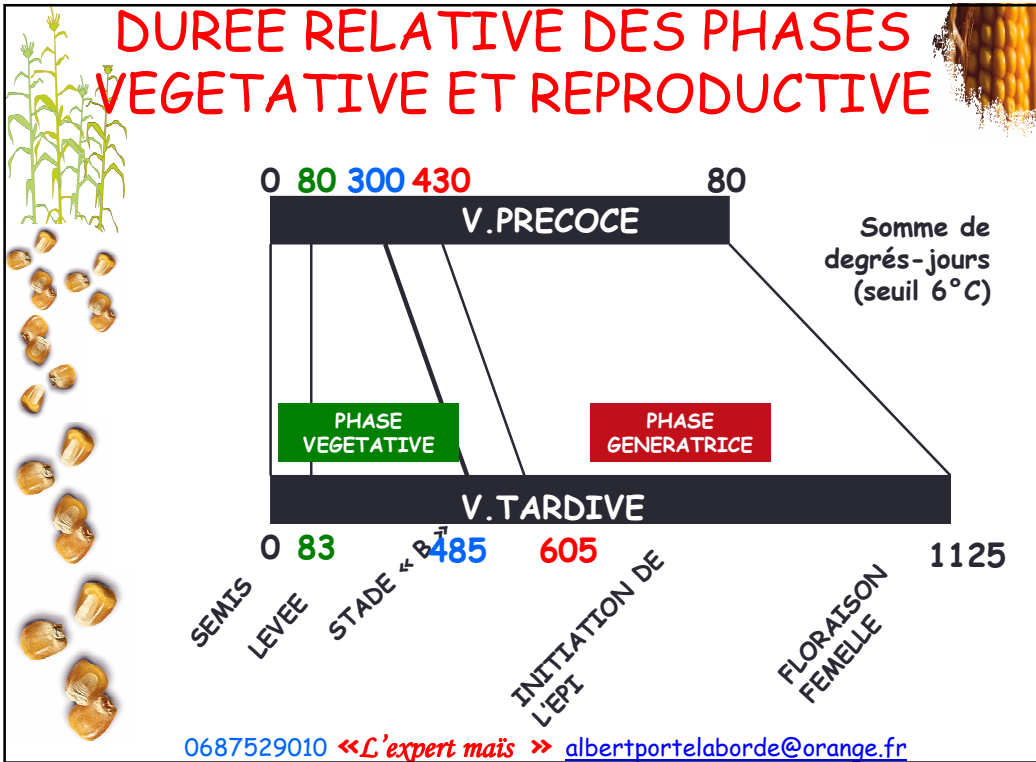 DUREE RELATIVE DES PHASES
VEGETATIVE ET REPRODUCTIVE
0 80 300 430 80
V.PRECOCE
Somme de
degrés-jours
(seuil 6°C)
PHASE
VEGETATIVE
PHASE
GENERATRICE
V.TARDIVE
0 83 485 605 1125
SEMIS
LEVEE
STADE « B »
INITIATION DE
L'EPI
FLORAISON
FEMELLE
0687529010 «L'expert maïs » albertportelaborde@orange.fr